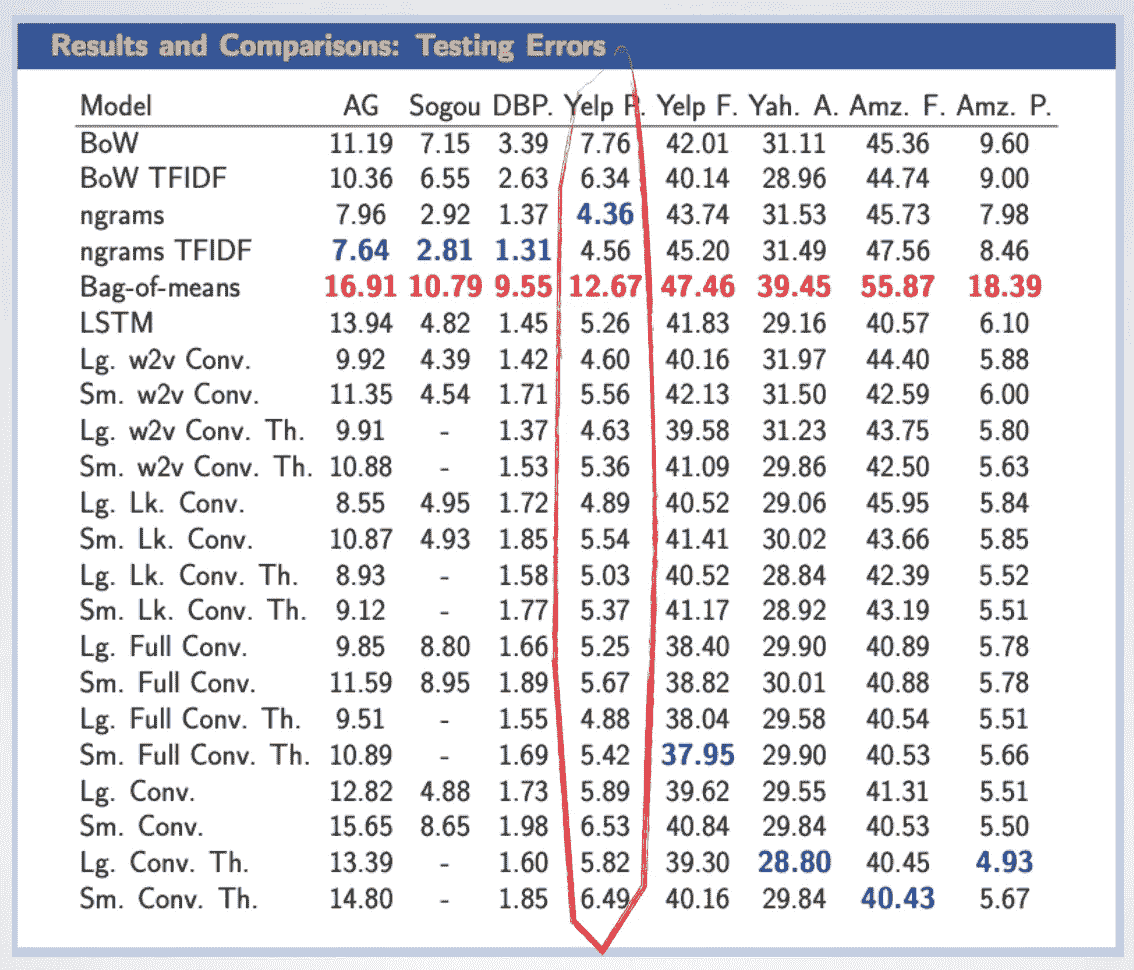 Results and Comparisons: Testing Errors
Model AG Sogou DBP. Yelp P. Yelp F. Yah. A. Amz. F. Amz. P.
BoW 11.19 7.15 3.39 7.76 42.01 31.11 45.36 9.60
BoW TFIDF 10.36 6.55 2.63 6.34 40.14 28.96 44.74 9.00
ngrams 7.96 2.92 1.37 4.36 43.74 31.53 45.73 7.98
ngrams TFIDF 7.64 2.81 1.31 4.56 45.20 31.49 47.56 8.46
Bag-of-means 16.91 10.79 9.55 12.67 47.46 39.45 55.87 18.39
LSTM 13.94 4.82 1.45 5.26 41.83 29.16 40.57 6.10
Lg. w2v Conv. 9.92 4.39 1.42 4.60 40.16 31.97 44.40 5.88
Sm. w2v Conv. 11.35 4.54 1.71 5.56 42.13 31.50 42.59 6.00
Lg. w2v Conv. Th. 9.91 - 1.37 4.63 39.58 31.23 43.75 5.80
Sm. w2v Conv. Th. 10.88 - 1.53 5.36 41.09 29.86 42.50 5.63
Lg. Lk. Conv. 8.55 4.95 1.72 4.89 40.52 29.06 45.95 5.84
Sm. Lk. Conv. 10.87 4.93 1.85 5.54 41.41 30.02 43.66 5.85
Lg. Lk. Conv. Th. 8.93 - 1.58 5.03 40.52 28.84 42.39 5.52
Sm. Lk. Conv. Th. 9.12 - 1.77 5.37 41.17 28.92 43.19 5.51
Lg. Full Conv. 9.85 8.80 1.66 5.25 38.40 29.90 40.89 5.78
Sm. Full Conv. 11.59 8.95 1.89 5.67 38.82 30.01 40.88 5.78
Lg. Full Conv. Th. 9.51 - 1.55 4.88 38.04 29.58 40.54 5.51
Sm. Full Conv. Th. 10.89 - 1.69 5.42 37.95 29.90 40.53 5.66
Lg. Conv. 12.82 4.88 1.73 5.89 39.62 29.55 41.31 5.51
Sm. Conv. 15.65 8.65 1.98 6.53 40.84 29.84 40.53 5.50
Lg. Conv. Th. 13.39 - 1.60 5.82 39.30 28.80 40.45 4.93
Sm. Conv. Th. 14.80 - 1.85 6.49 40.16 29.84 40.43 5.67